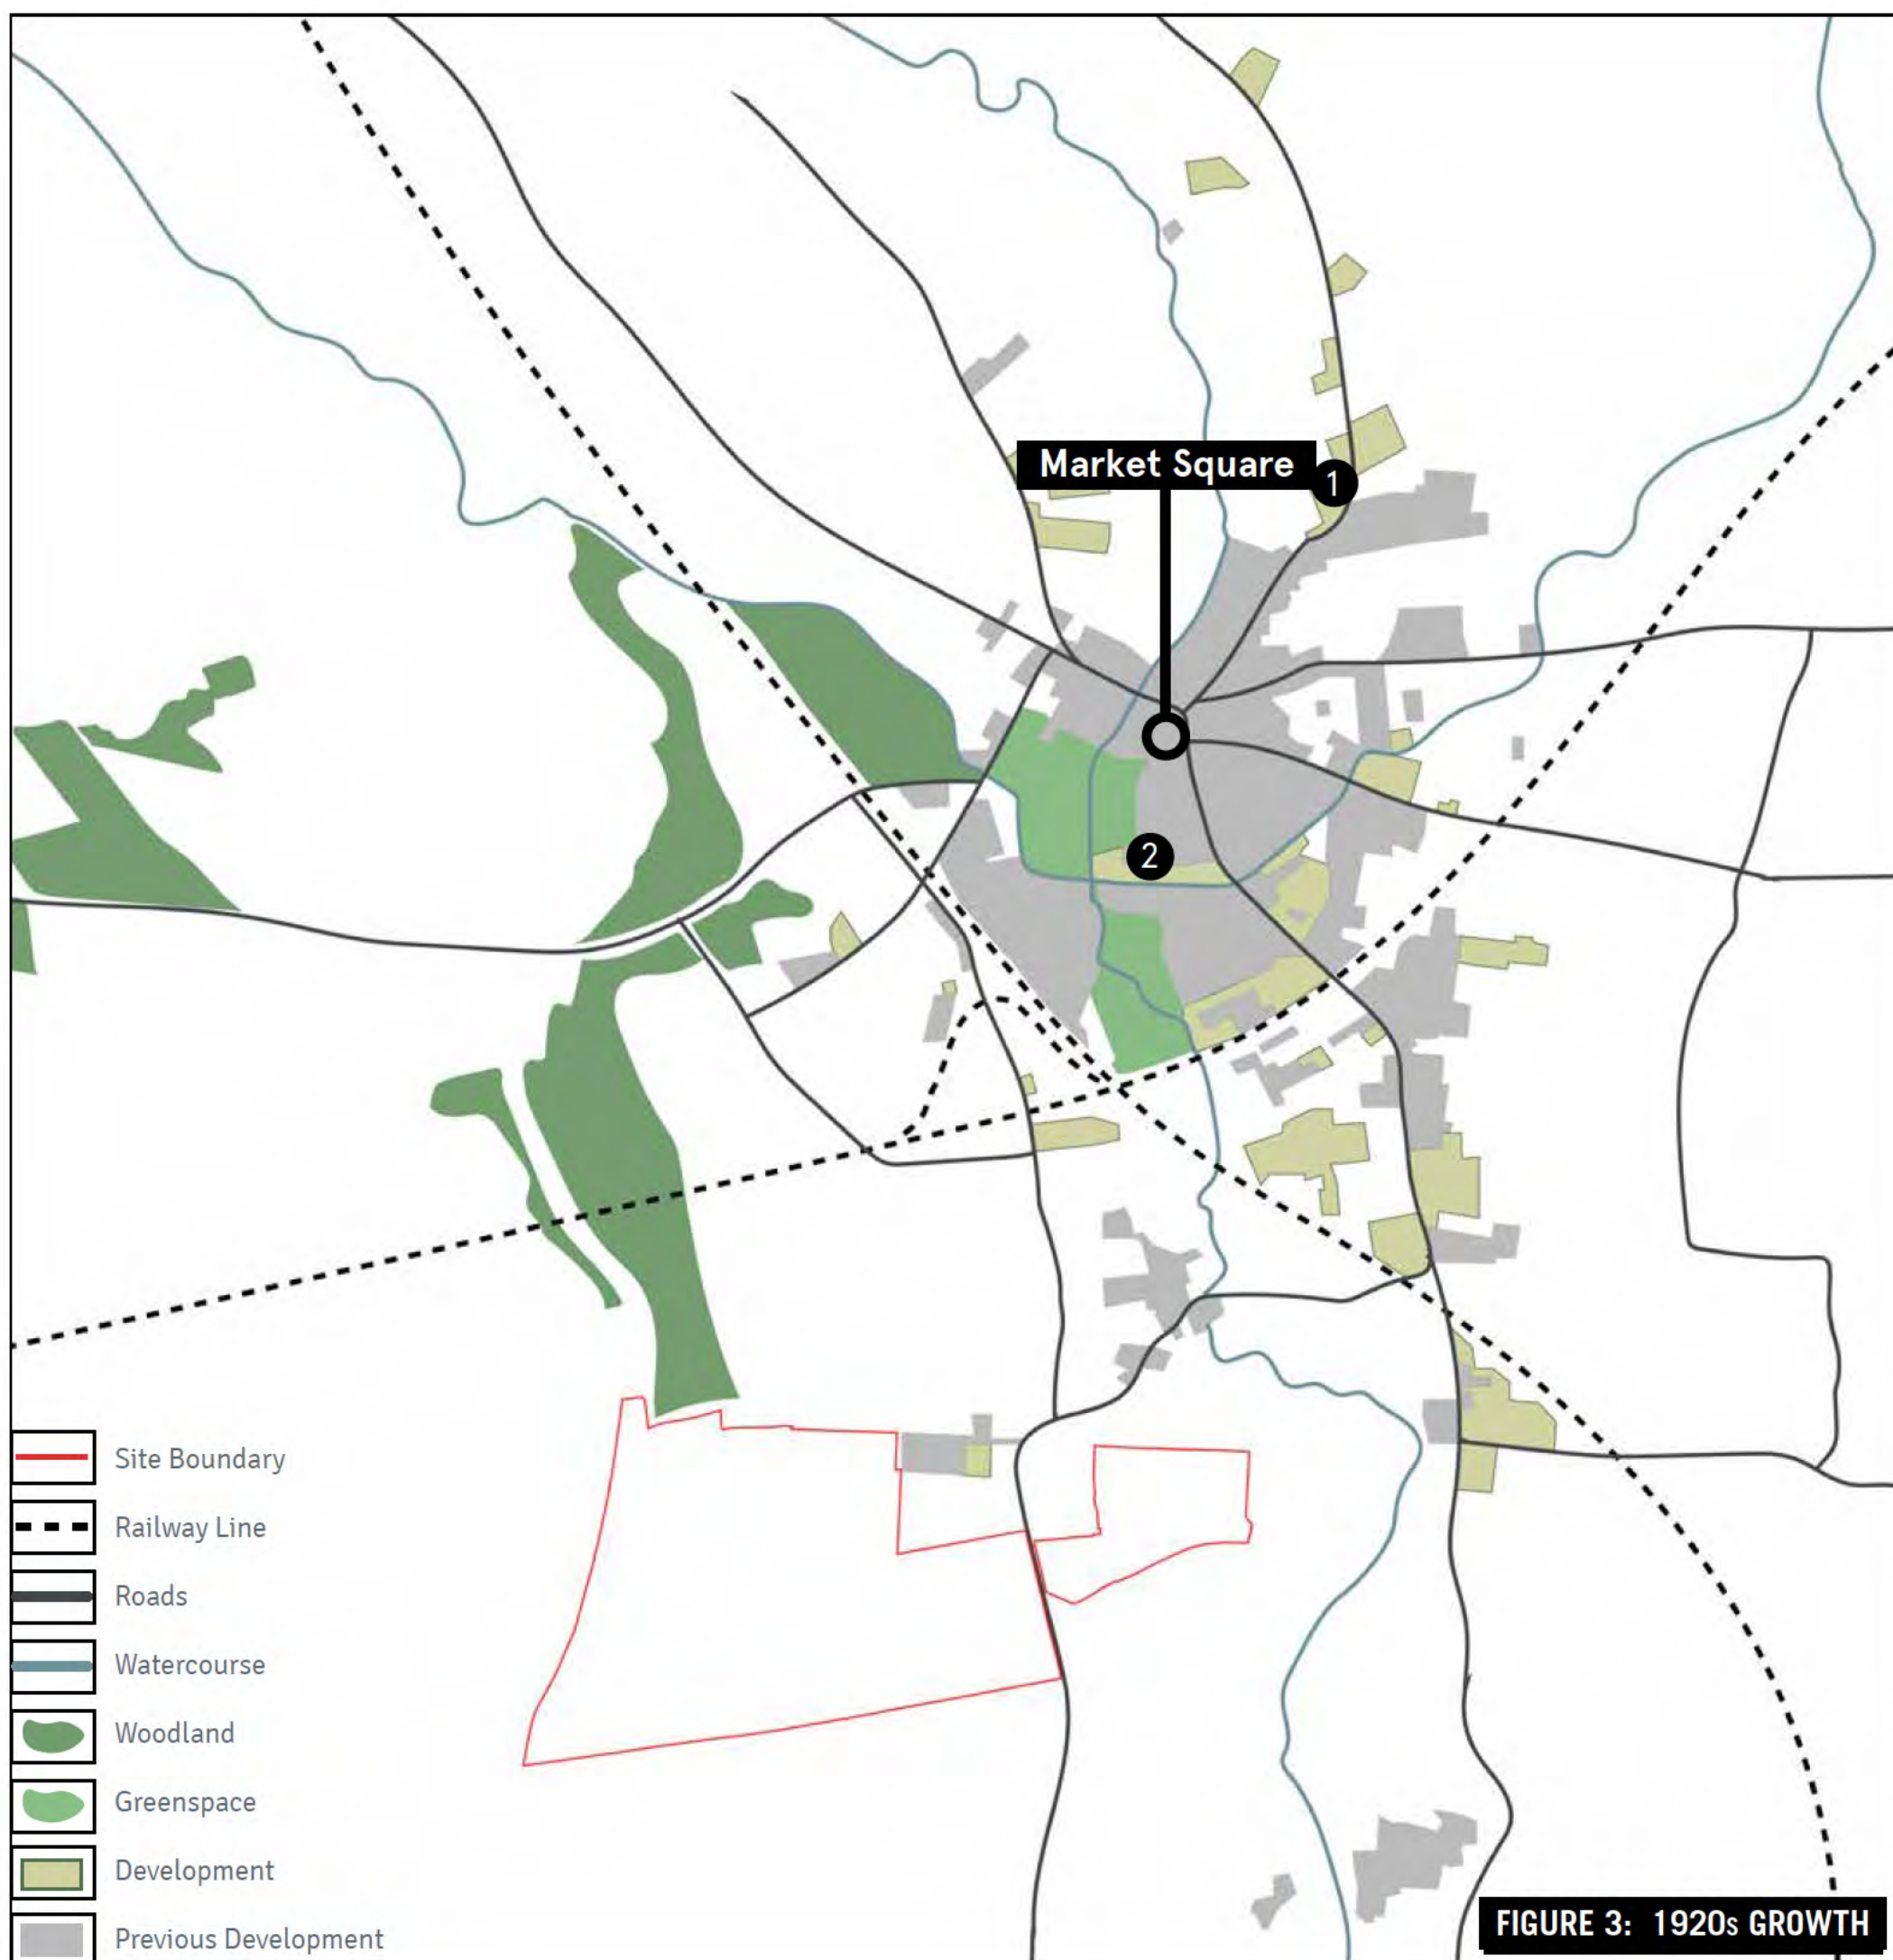 Market Square
1
2
Site Boundary
Railway Line
Roads
Watercourse
Woodland
Greenspace
Development
Previous Development
FIGURE 3: 1920s GROWTH